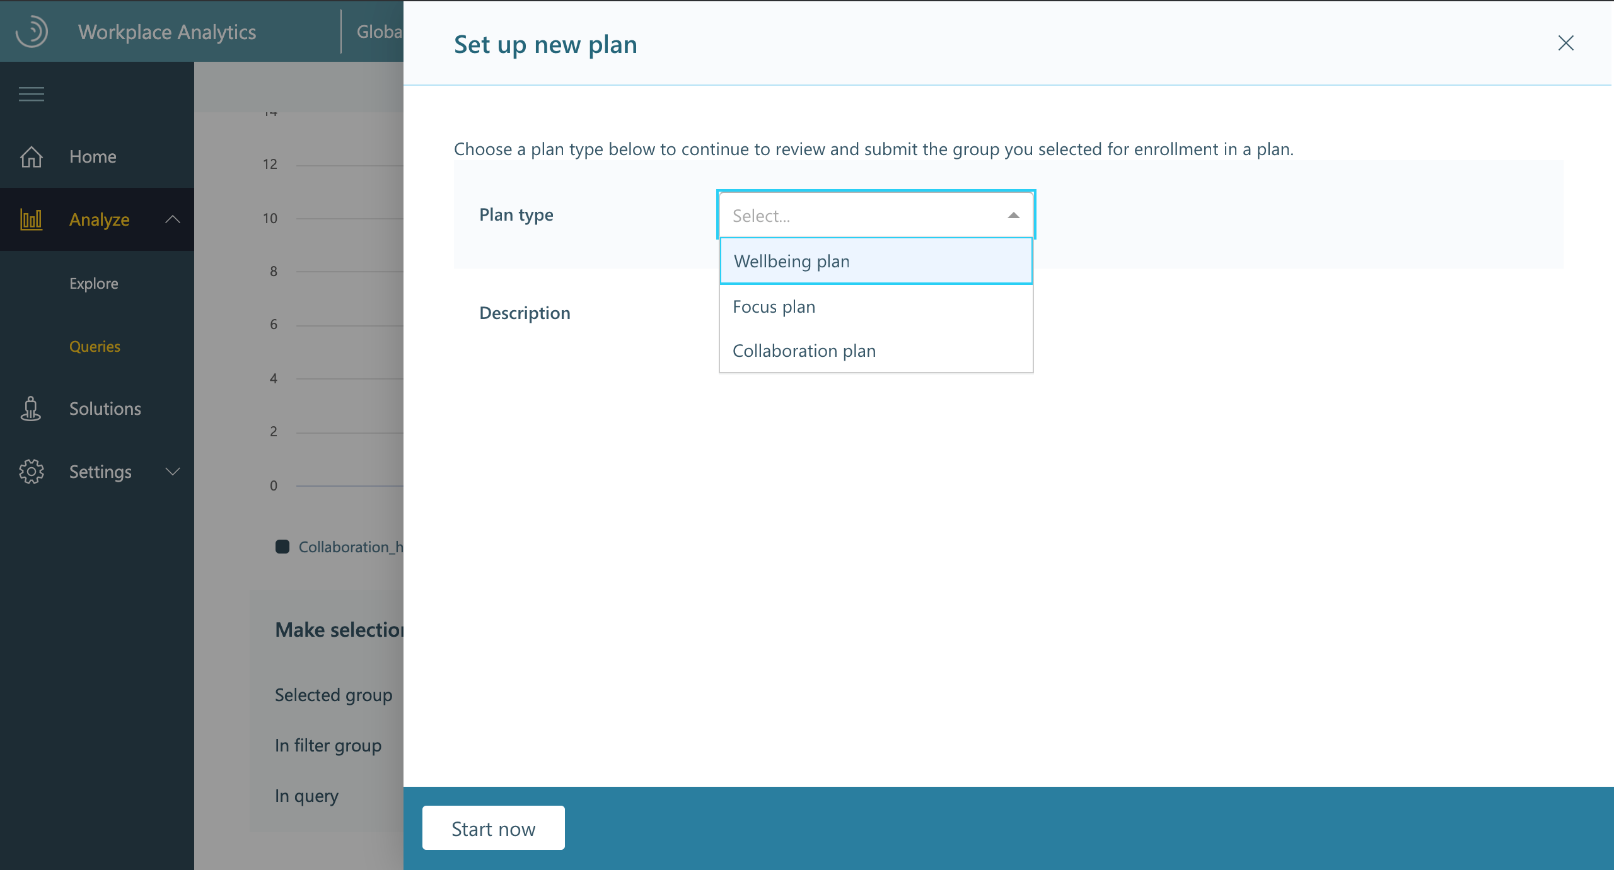 Workplace Analytics
Globa
Set up new plan
Home
Analyze
Explore
Queries
Solutions
Settings
14
12
10
8
6
4
2
0
Collaboration_h
Make selection
Selected group
In filter group
In query
Choose a plan type below to continue to review and submit the group you selected for enrollment in a plan.
Plan type
Select...
Wellbeing plan
Focus plan
Collaboration plan
Description
Start now